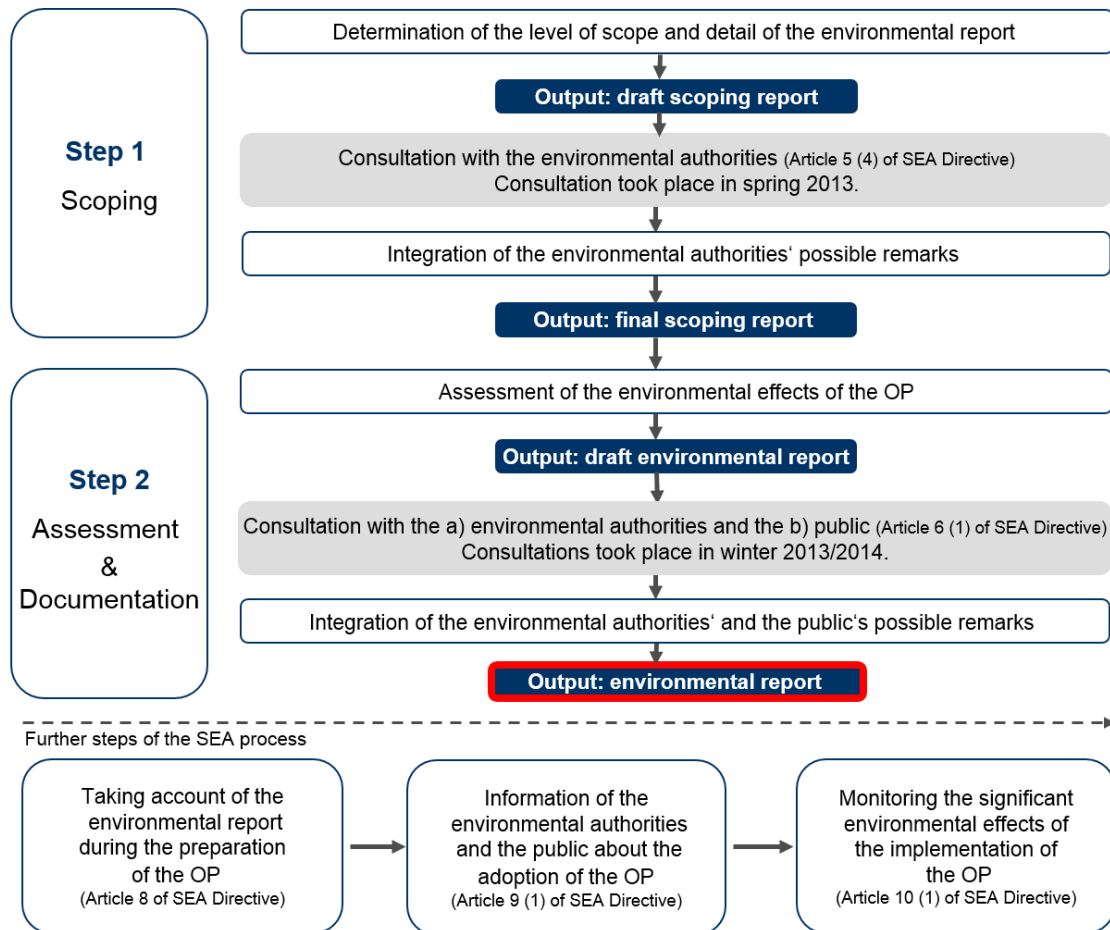 Determination of the level of scope and detail of the environmental report
Output: draft scoping report
Step 1
Scoping
Consultation with the environmental authorities (Article 5 (4) of SEA Directive)
Consultation took place in spring 2013.
Integration of the environmental authorities‘ possible remarks
Output: final scoping report
Assessment of the environmental effects of the OP
Output: draft environmental report
Step 2
Assessment
&
Documentation
Consultation with the a) environmental authorities and the b) public (Article 6 (1) of SEA Directive)
Consultations took place in winter 2013/2014.
Integration of the environmental authorities‘ and the public‘s possible remarks
Output: environmental report
Further steps of the SEA process
Taking account of the
environmental report
during the preparation
of the OP
(Article 8 of SEA Directive)
Information of the
environmental authorities
and the public about the
adoption of the OP
(Article 9 (1) of SEA Directive)
Monitoring the significant
environmental effects of
the implementation of
the OP
(Article 10 (1) of SEA Directive)